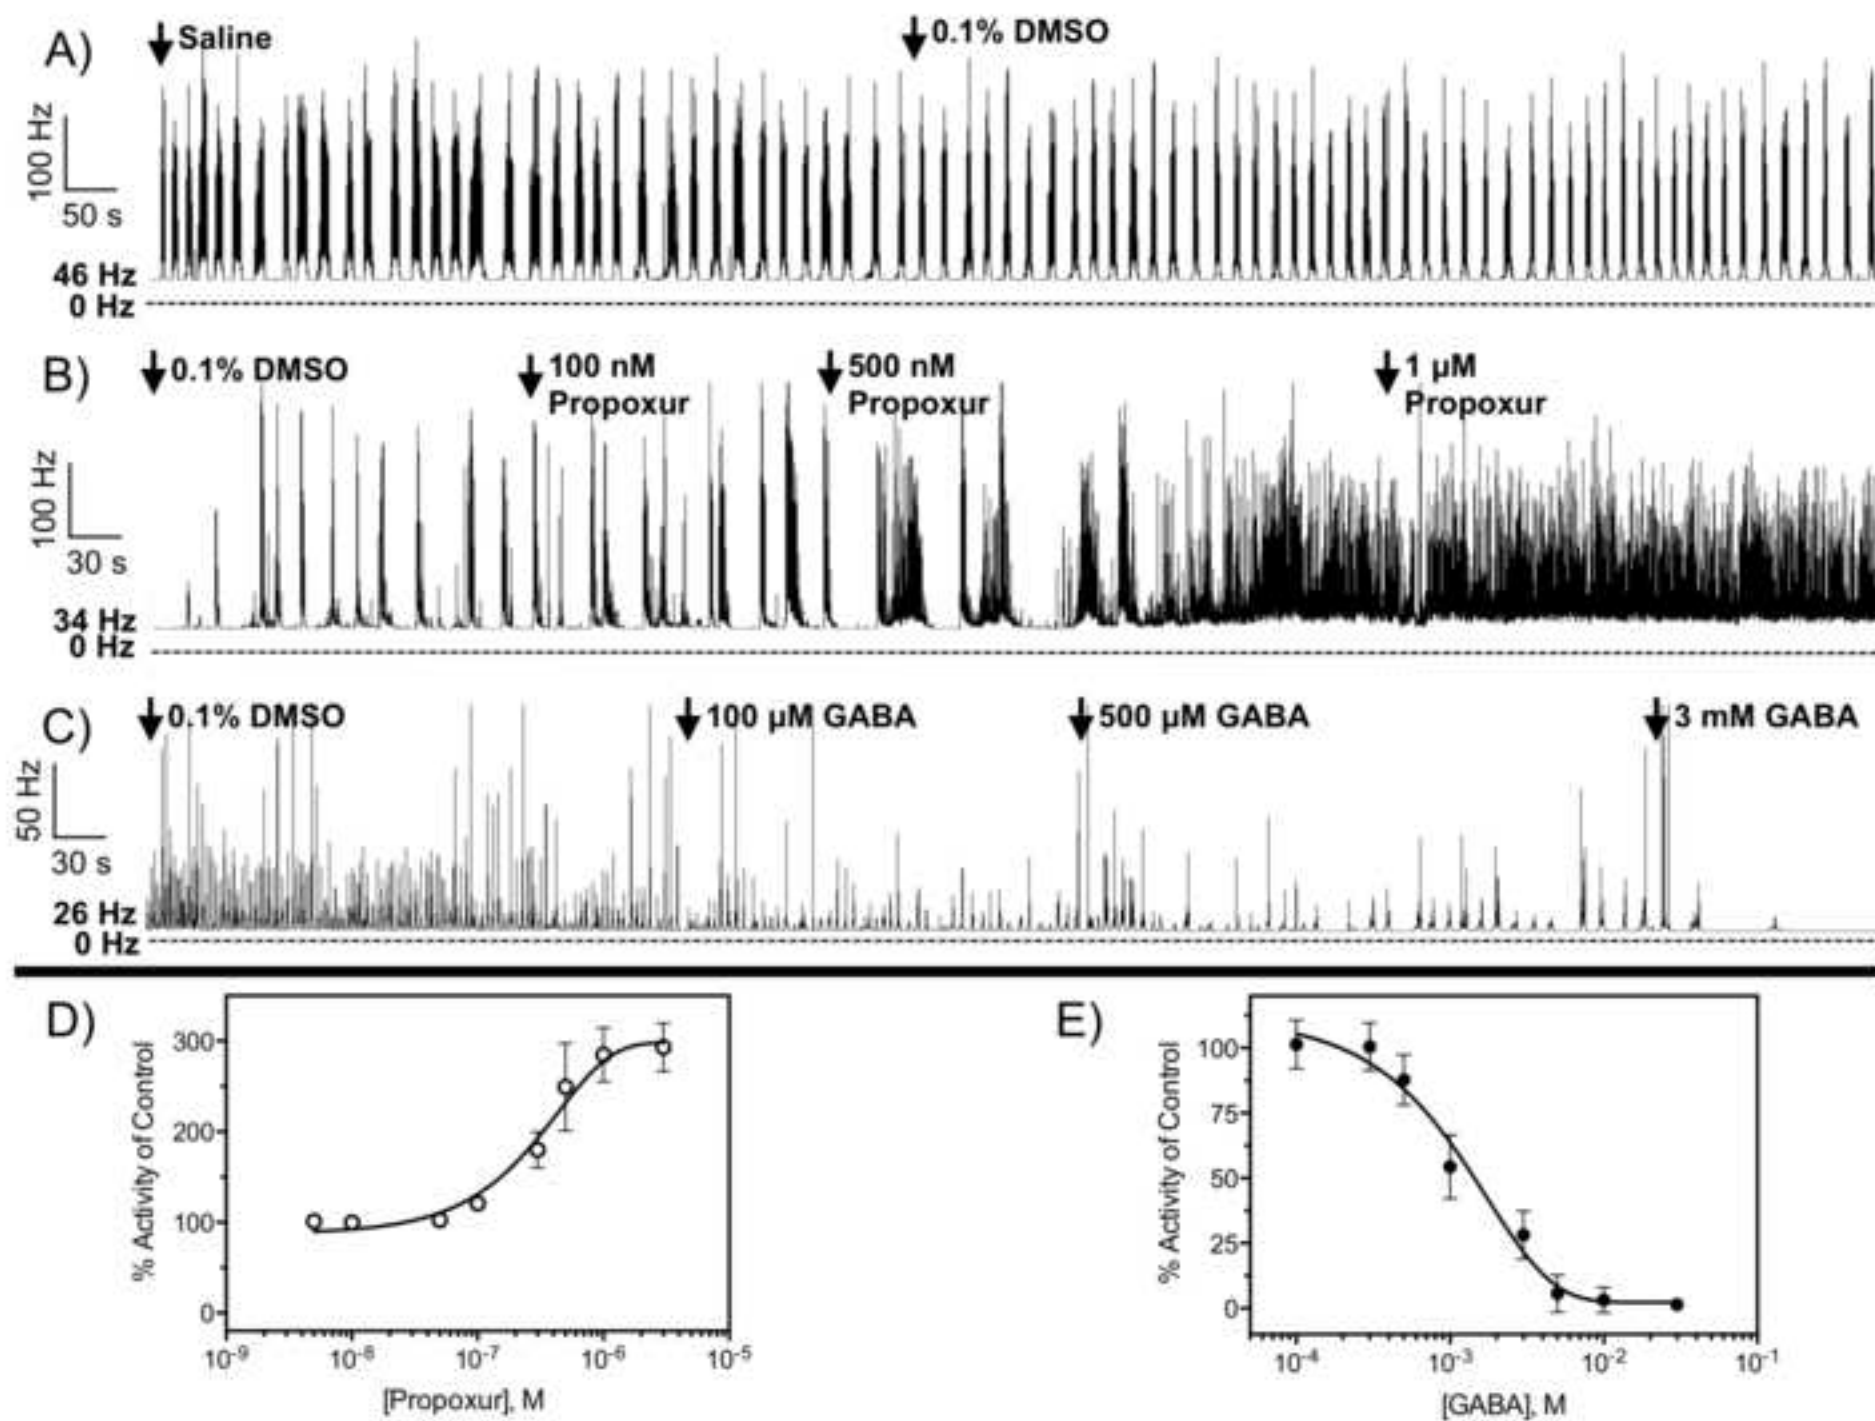 A)
Saline
0.1% DMSO
100 Hz
50 s
46 Hz
0 Hz
B)
0.1% DMSO
100 nM
Propoxur
500 nM
Propoxur
1 µM
Propoxur
100 Hz
30 s
34 Hz
0 Hz
C)
0.1% DMSO
100 µM GABA
500 µM GABA
3 mM GABA
50 Hz
30 s
26 Hz
0 Hz
D)
% Activity of Control
300
200
100
0
10-9
10-8
10-7
10-6
10-5
[Propoxur], M
E)
% Activity of Control
100
75
50
25
0
10-4
10-3
10-2
10-1
[GABA], M